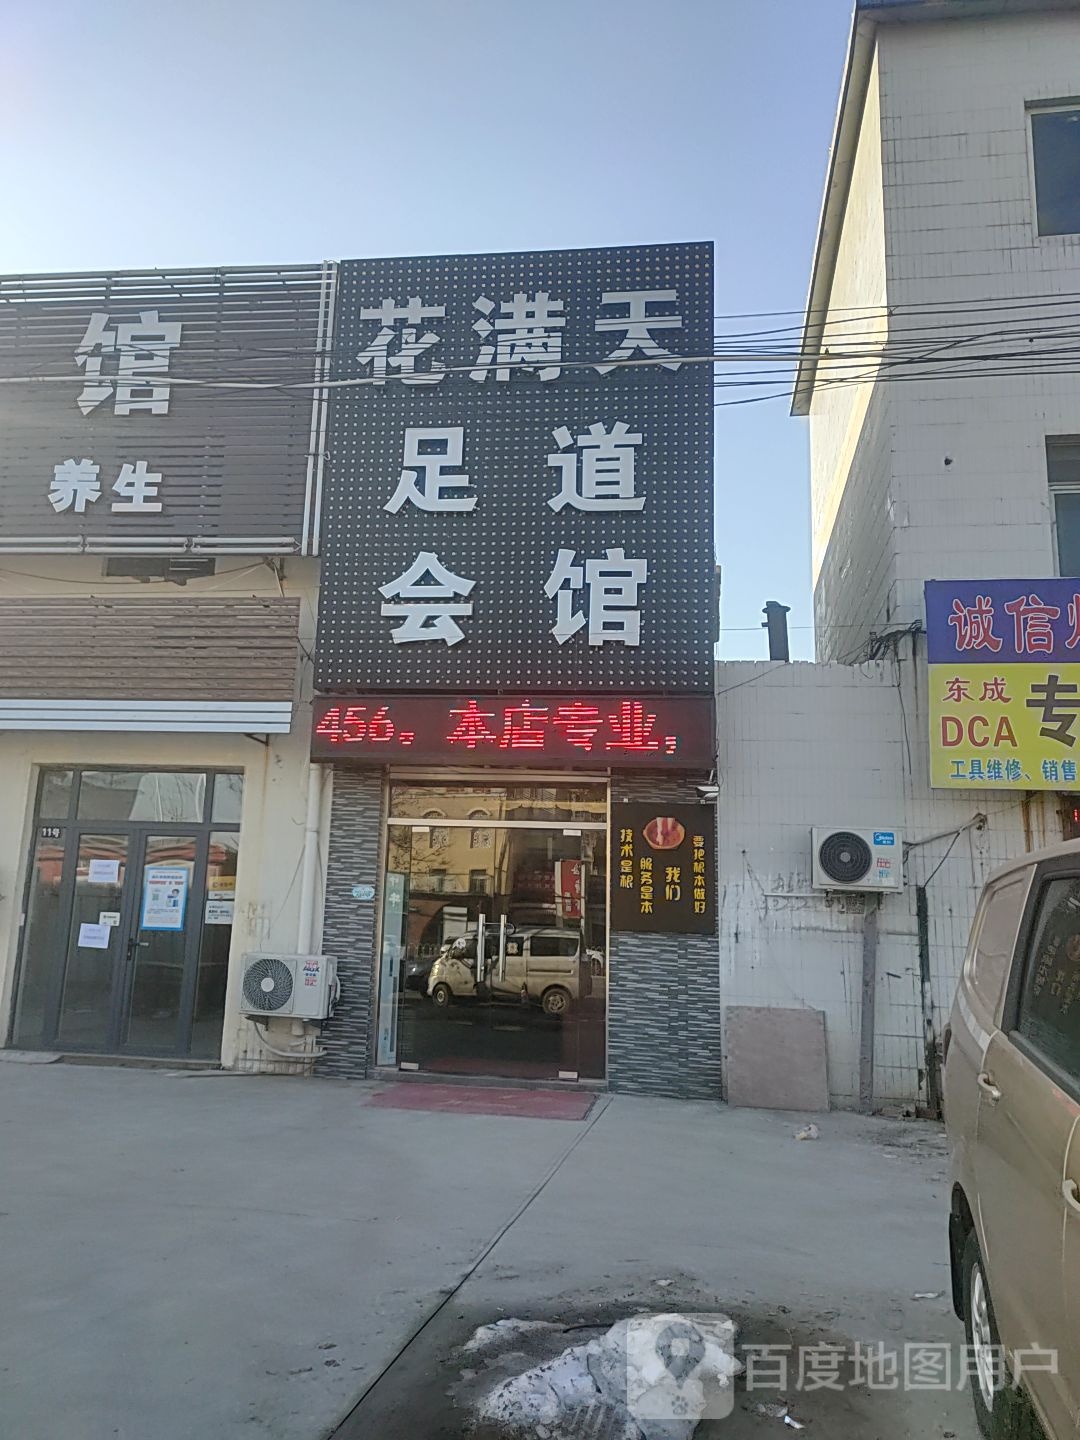 花满天
足道
会馆
馆
养生
456。本店专业,
技术是根
服务是本
我们
要把根本做好
11号
诚信
东成
DCA
专
工具维修、销售
AUX
Midea
百度地图用户